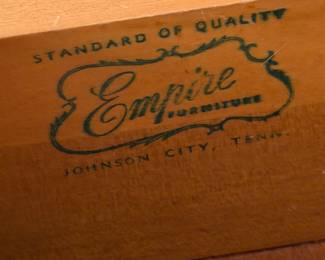 STANDARD OF QUALITY
Empire
FURNITURE
JOHNSON CITY, TENN.